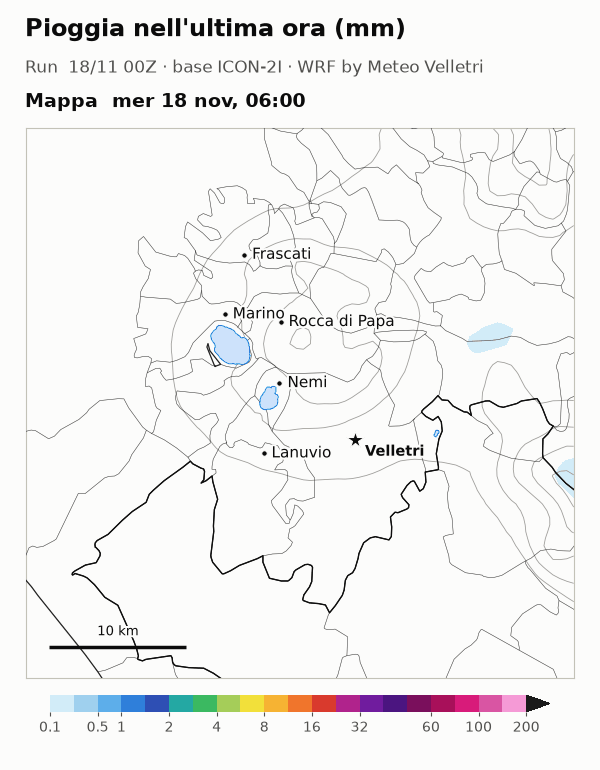 Pioggia nell'ultima ora (mm)
Run  18/11 00Z · base ICON-2I · WRF by Meteo Velletri
Mappa  mer 18 nov, 06:00
Frascati
Marino
Rocca di Papa
Nemi
Velletri
Lanuvio
10 km
0.1 0.5 1 2 4 8 16 32 60 100 200